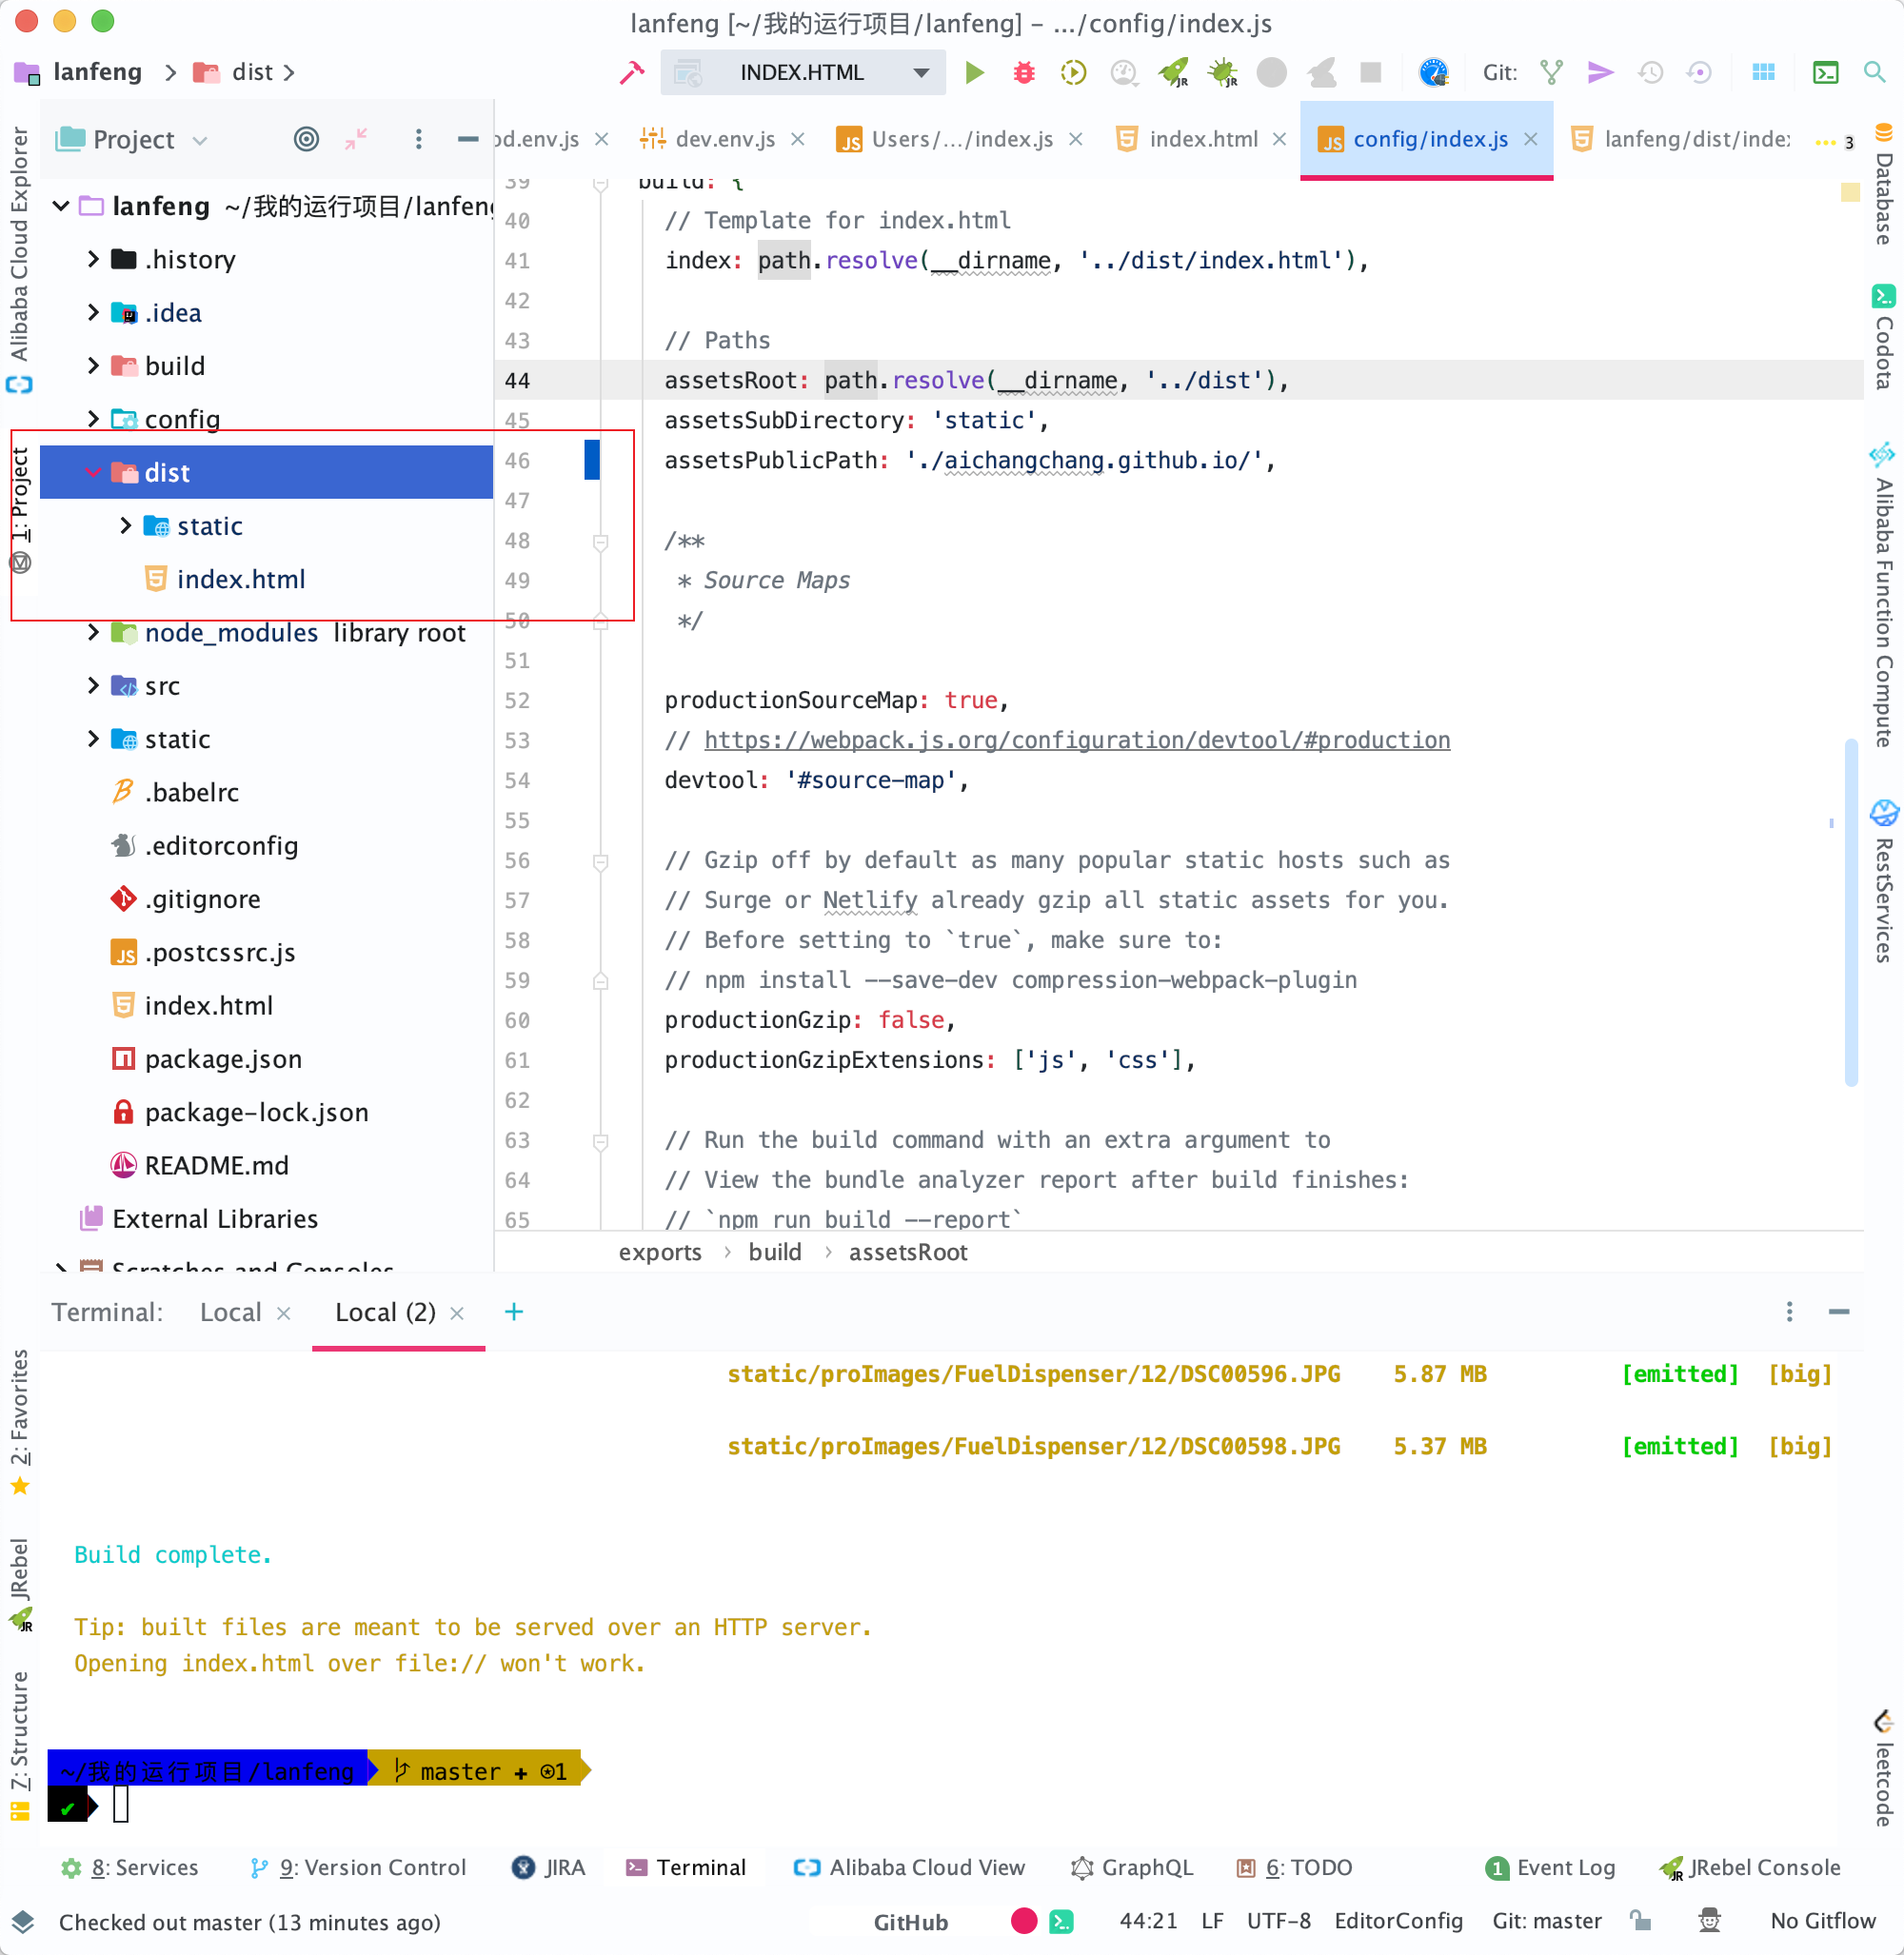 lanfeng [~/我的运行项目/lanfeng] – .../config/index.js
lanfeng
dist
INDEX.HTML
Git:
Project
od.env.js
dev.env.js
Users/.../index.js
index.html
config/index.js
lanfeng/dist/inde
3
Alibaba Cloud Explorer
1: Project
2: Favorites
JRebel
7: Structure
lanfeng ~/我的运行项目/lanfeng
.history
.idea
build
config
dist
static
index.html
node_modules library root
src
static
.babelrc
.editorconfig
.gitignore
.postcssrc.js
index.html
package.json
package-lock.json
README.md
External Libraries
Scratches and Consoles
39 build: {
40 // Template for index.html
41 index: path.resolve(__dirname, '../dist/index.html'),
42
43 // Paths
44 assetsRoot: path.resolve(__dirname, '../dist'),
45 assetsSubDirectory: 'static',
46 assetsPublicPath: './aichangchang.github.io/',
47
48 /**
49 * Source Maps
50 */
51
52 productionSourceMap: true,
53 // https://webpack.js.org/configuration/devtool/#production
54 devtool: '#source-map',
55
56 // Gzip off by default as many popular static hosts such as
57 // Surge or Netlify already gzip all static assets for you.
58 // Before setting to `true`, make sure to:
59 // npm install --save-dev compression-webpack-plugin
60 productionGzip: false,
61 productionGzipExtensions: ['js', 'css'],
62
63 // Run the build command with an extra argument to
64 // View the bundle analyzer report after build finishes:
65 // `npm run build --report`
exports › build › assetsRoot
Database
Codota
Alibaba Function Compute
RestServices
leetcode
Terminal: Local Local (2)
static/proImages/FuelDispenser/12/DSC00596.JPG 5.87 MB [emitted] [big]
static/proImages/FuelDispenser/12/DSC00598.JPG 5.37 MB [emitted] [big]
Build complete.
Tip: built files are meant to be served over an HTTP server.
Opening index.html over file:// won't work.
~/我的运行项目/lanfeng master + ⊙1
✔
8: Services 9: Version Control JIRA Terminal Alibaba Cloud View GraphQL 6: TODO 1 Event Log JRebel Console
Checked out master (13 minutes ago) GitHub 44:21 LF UTF-8 EditorConfig Git: master No Gitflow